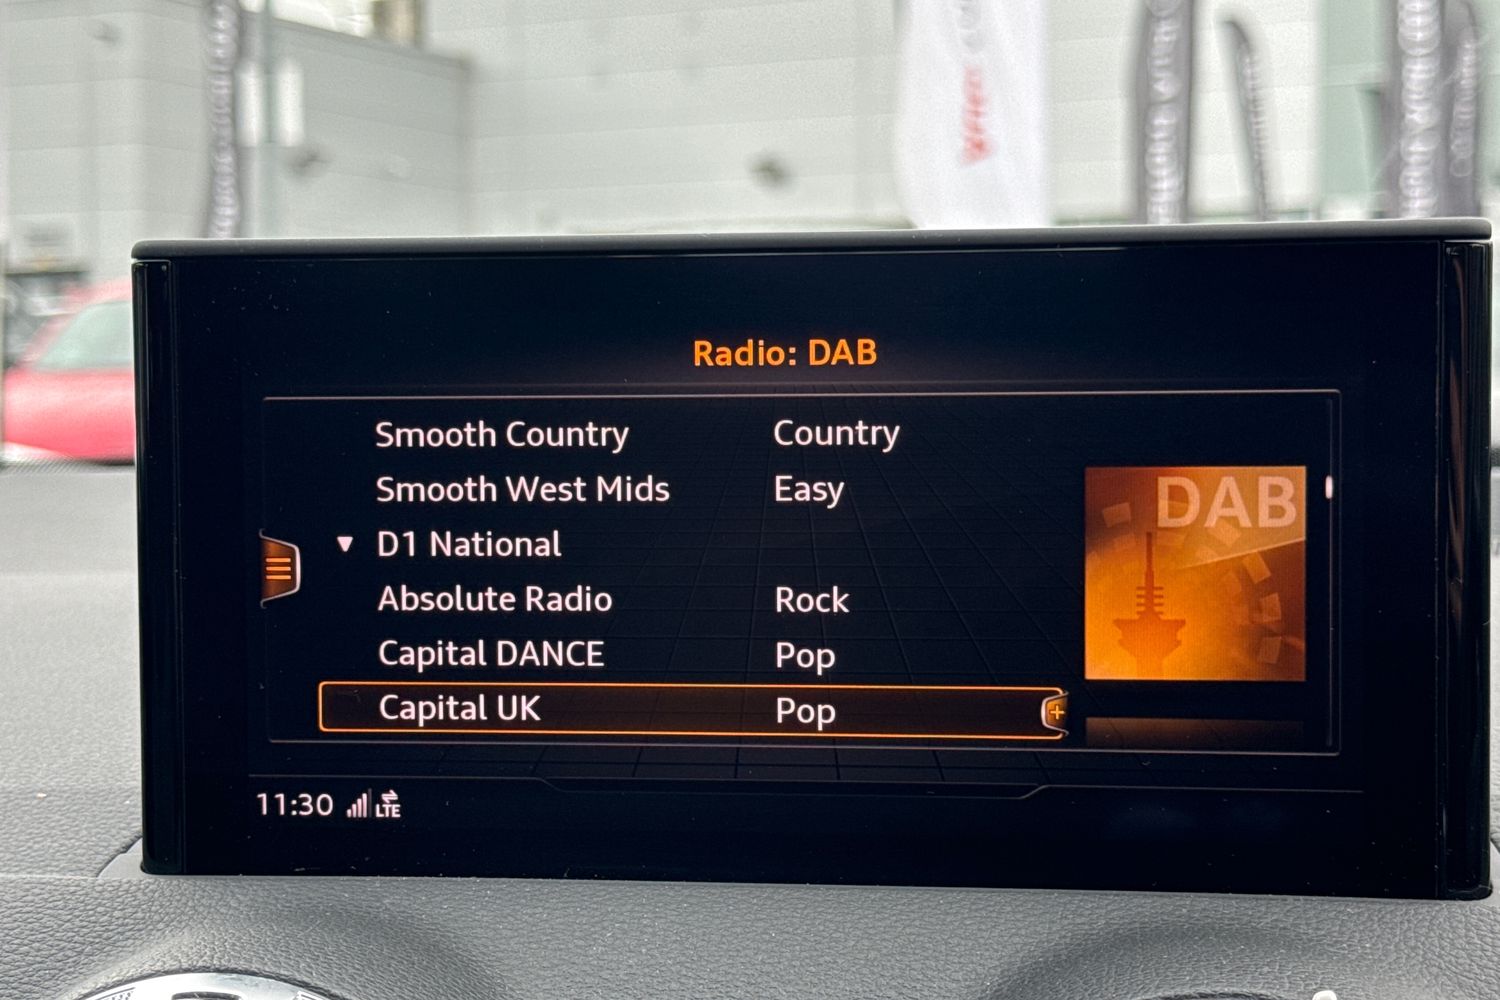 Radio: DAB
Smooth Country Country
Smooth West Mids Easy
D1 National
Absolute Radio Rock
Capital DANCE Pop
Capital UK Pop
DAB
11:30 LTE